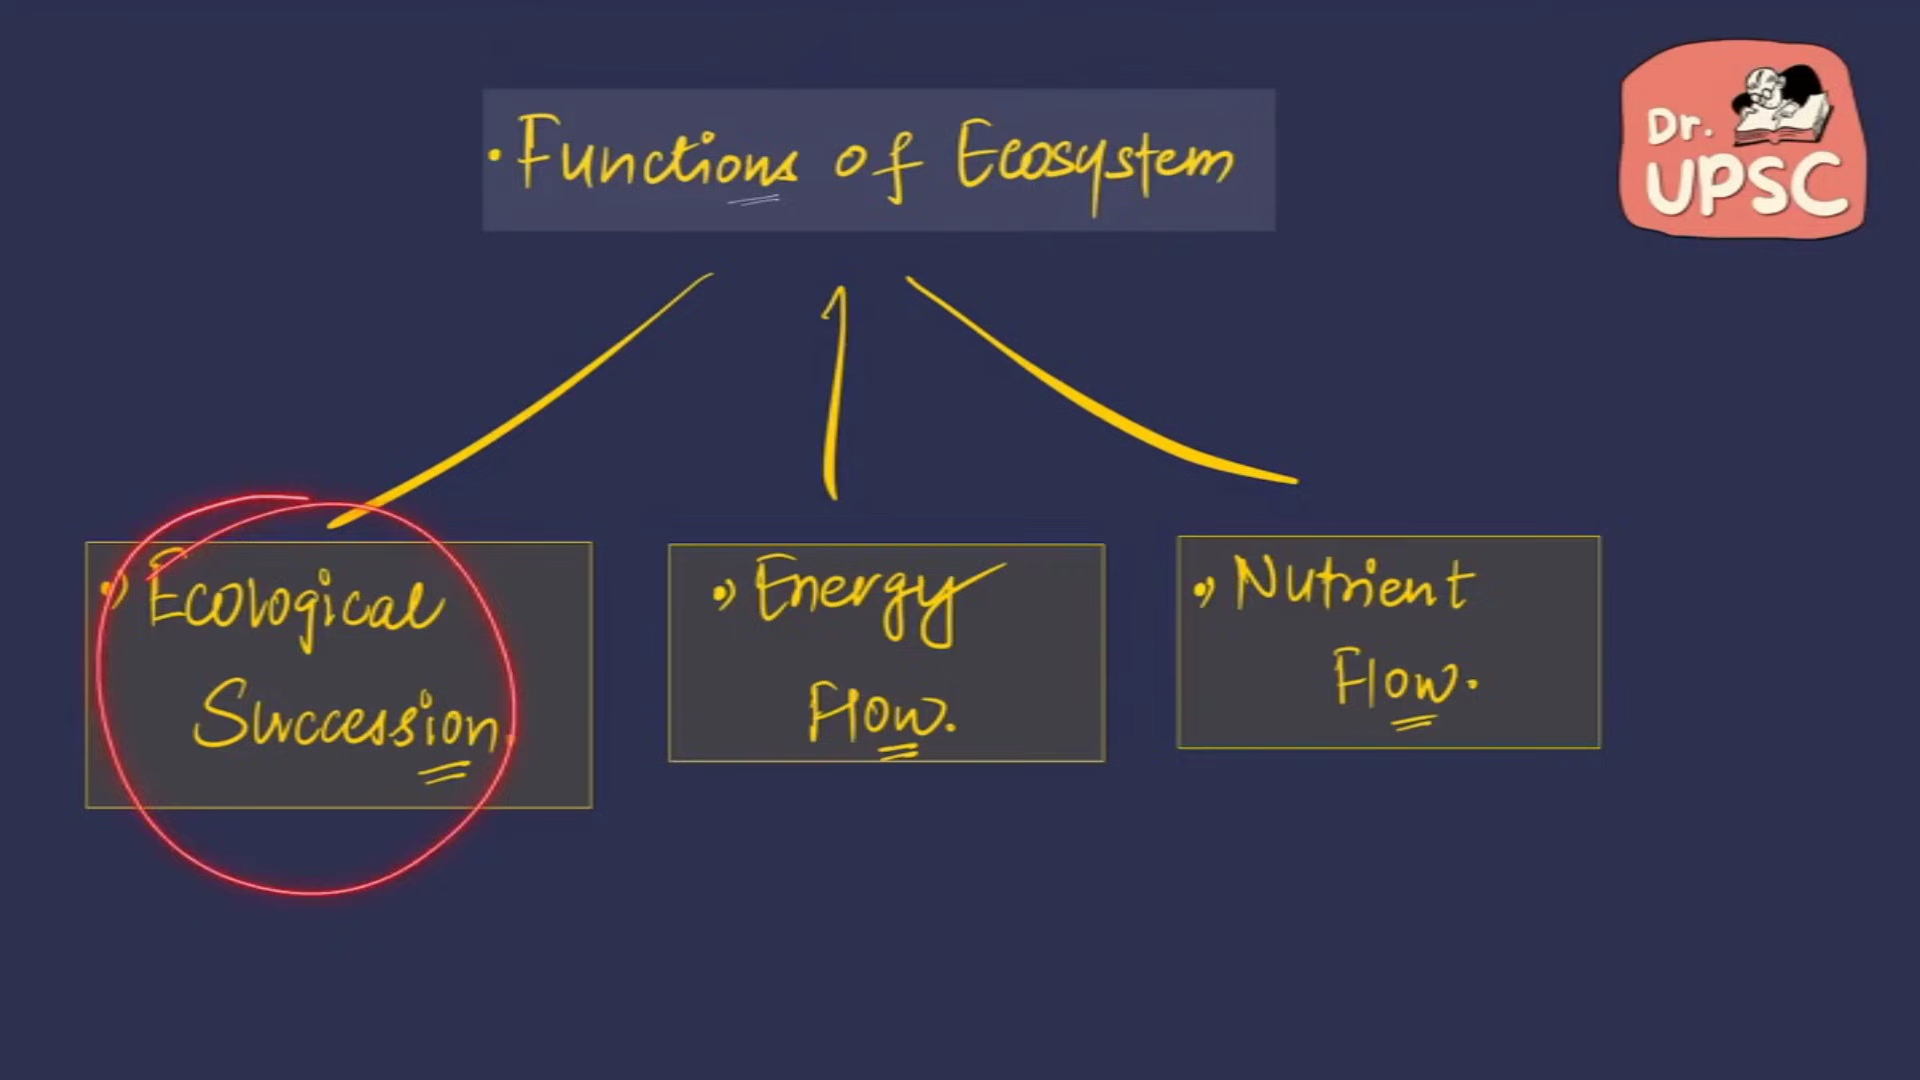 • Functions of Ecosystem
Dr.
UPSC
•) Ecological
Succession.
•) Energy
Flow.
•) Nutrient
Flow.